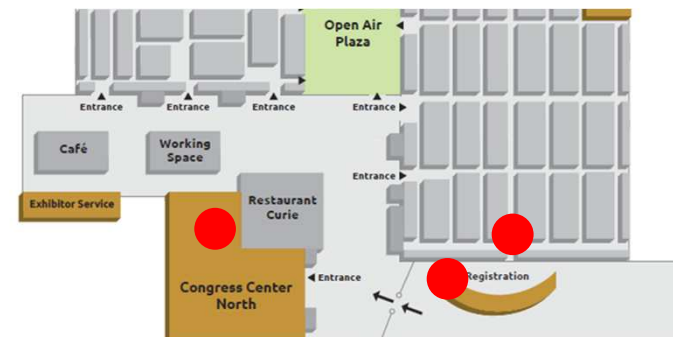 Open Air
Plaza
Entrance
Entrance
Entrance
Entrance
Café
Working
Space
Entrance
Exhibitor Service
Restaurant
Curie
Entrance
Registration
Congress Center
North